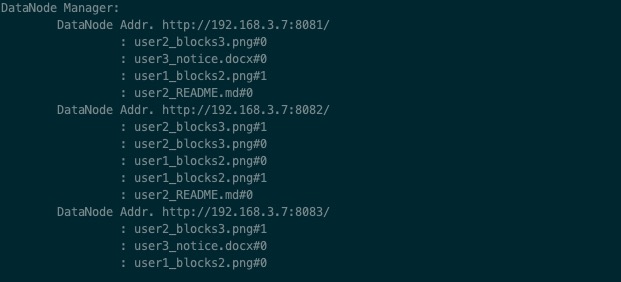 DataNode Manager:
DataNode Addr. http://192.168.3.7:8081/
: user2_blocks3.png#0
: user3_notice.docx#0
: user1_blocks2.png#1
: user2_README.md#0
DataNode Addr. http://192.168.3.7:8082/
: user2_blocks3.png#1
: user2_blocks3.png#0
: user1_blocks2.png#0
: user1_blocks2.png#1
: user2_README.md#0
DataNode Addr. http://192.168.3.7:8083/
: user2_blocks3.png#1
: user3_notice.docx#0
: user1_blocks2.png#0